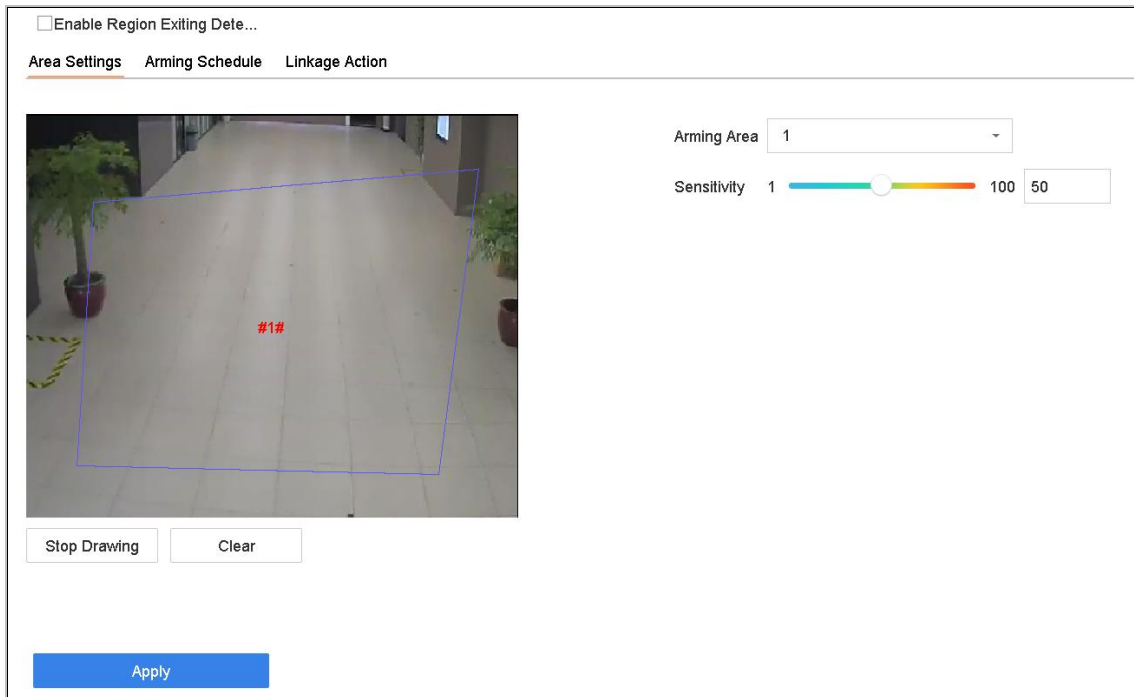 Enable Region Exiting Dete...
Area Settings Arming Schedule Linkage Action
Arming Area 1
Sensitivity 1 100 50
#1#
Stop Drawing Clear
Apply